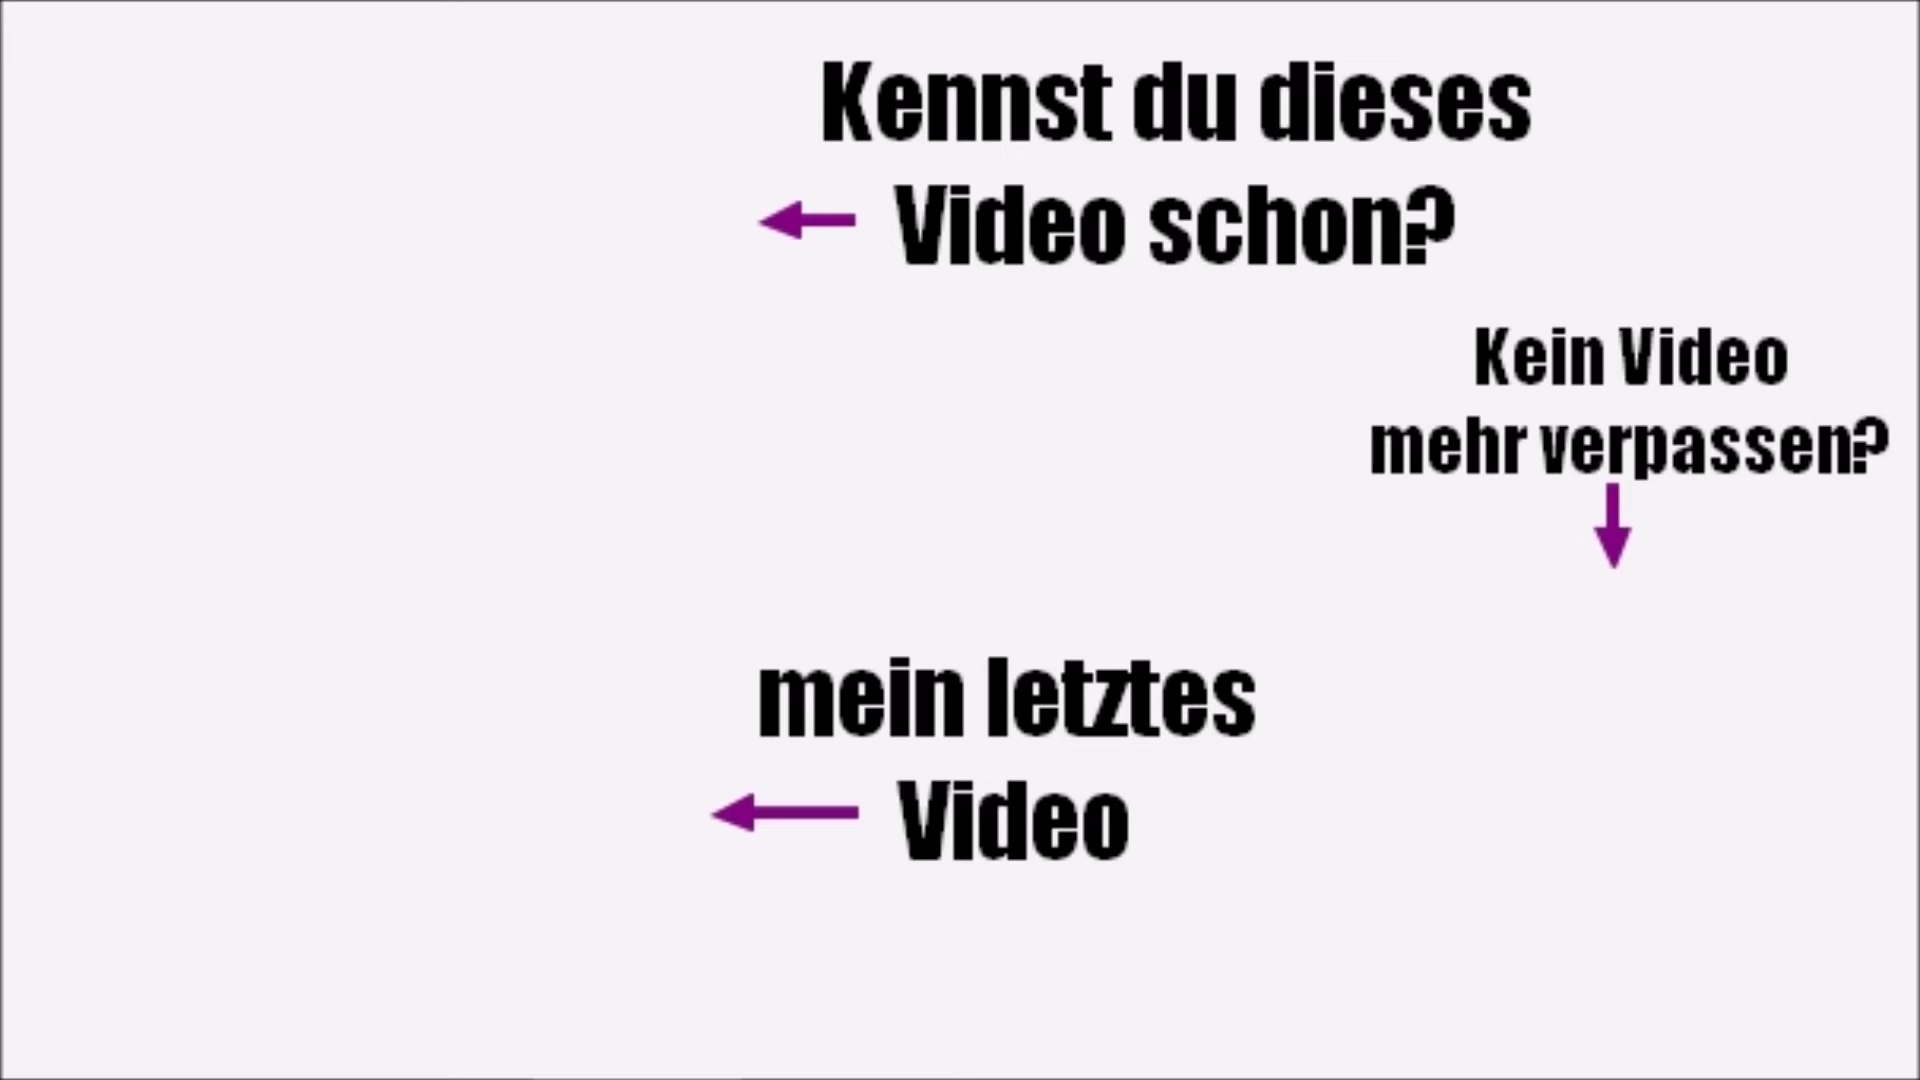 Kennst du dieses
Video schon?
Kein Video
mehr verpassen?
mein letztes
Video